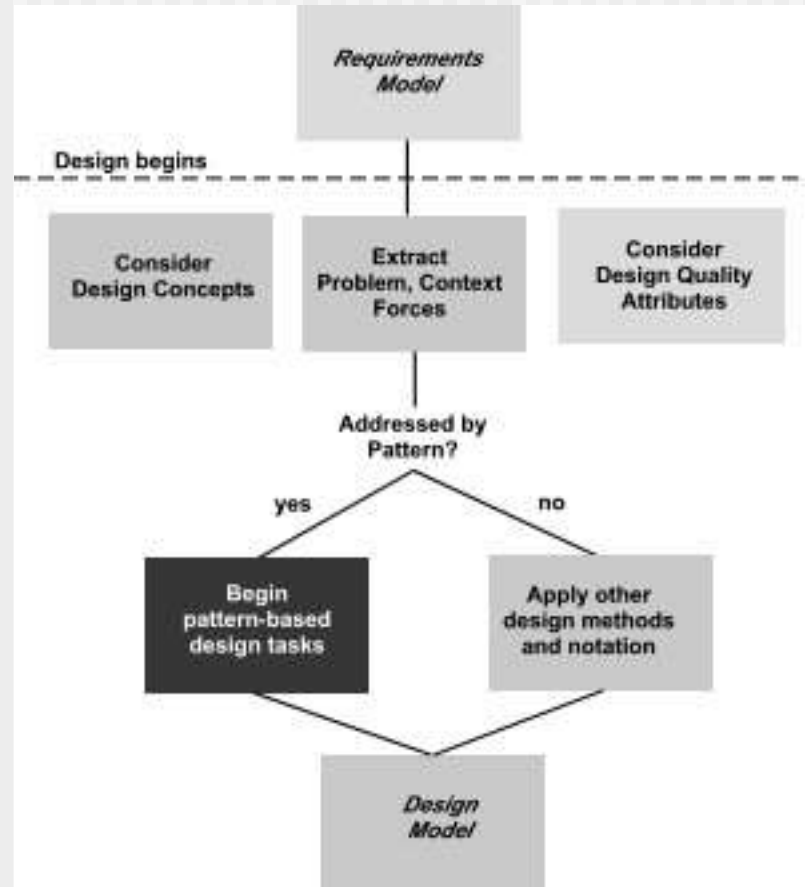 Requirements
Model
Design begins
Consider
Design Concepts
Extract
Problem, Context
Forces
Consider
Design Quality
Attributes
Addressed by
Pattern?
yes
no
Begin
pattern-based
design tasks
Apply other
design methods
and notation
Design
Model